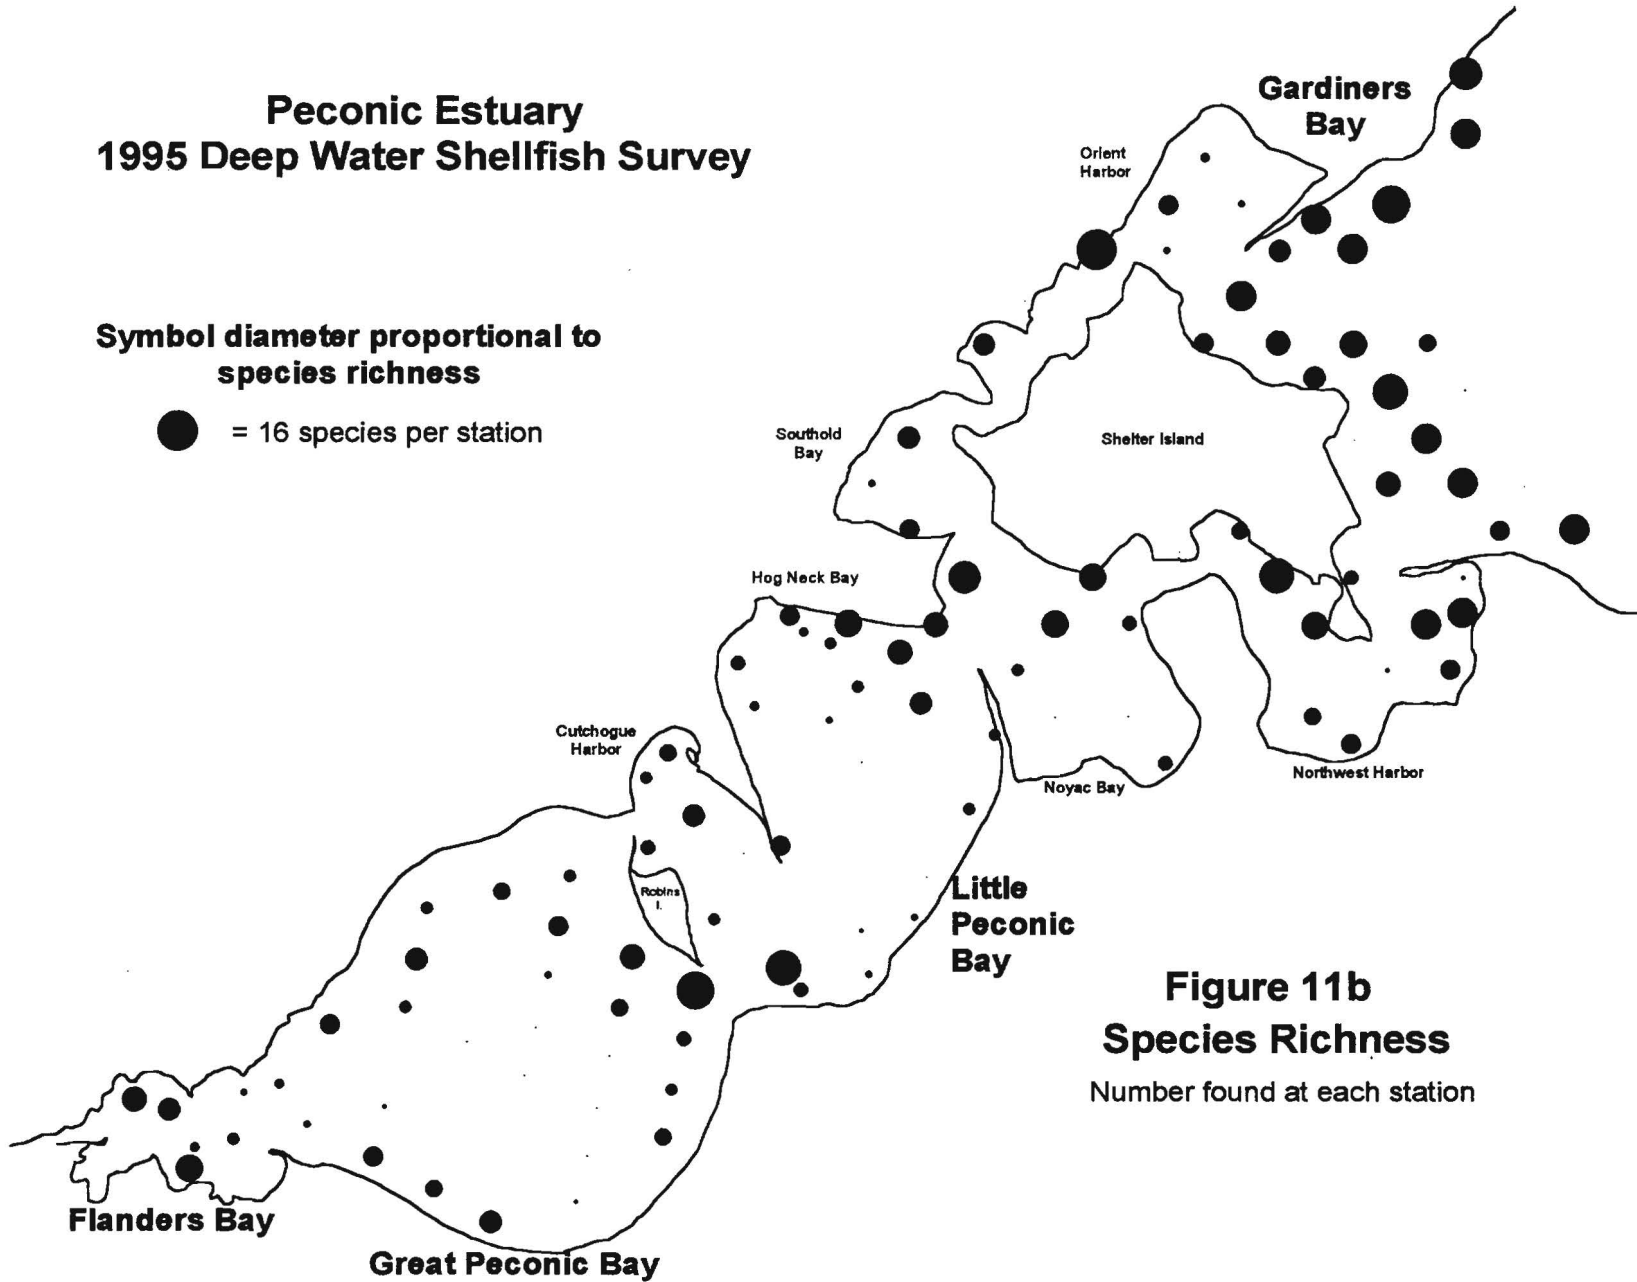 Peconic Estuary
1995 Deep Water Shellfish Survey
Gardiners
Bay
Orient
Harbor
Symbol diameter proportional to
species richness
= 16 species per station
Southold
Bay
Shelter Island
Hog Neck Bay
Cutchogue
Harbor
Noyac Bay
Northwest Harbor
Robins
I.
Little
Peconic
Bay
Figure 11b
Species Richness
Number found at each station
Flanders Bay
Great Peconic Bay